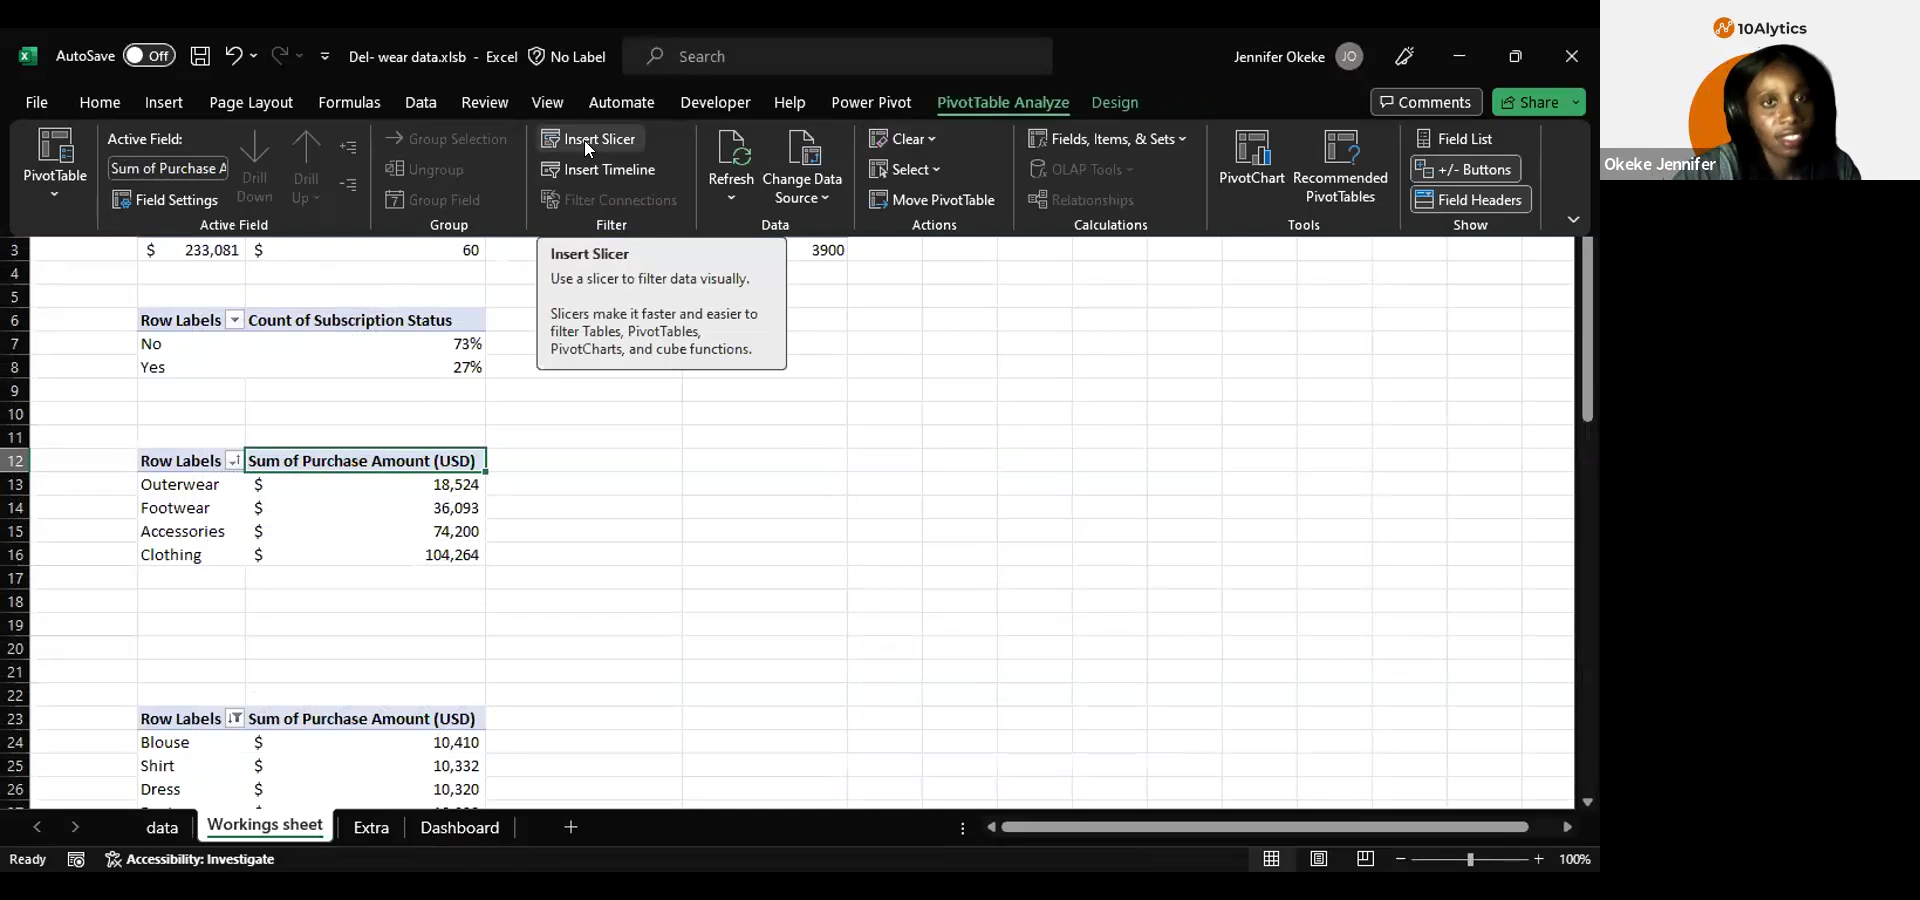 10Alytics
AutoSave Off Del- wear data.xlsb - Excel No Label Search Jennifer Okeke JO
File Home Insert Page Layout Formulas Data Review View Automate Developer Help Power Pivot PivotTable Analyze Design Comments Share
PivotTable
Active Field:
Sum of Purchase A
Field Settings
Drill Down
Drill Up
Active Field
Group Selection
Ungroup
Group Field
Group
Insert Slicer
Insert Timeline
Filter Connections
Filter
Refresh
Change Data Source
Data
Clear
Select
Move PivotTable
Actions
Fields, Items, & Sets
OLAP Tools
Relationships
Calculations
PivotChart
Recommended PivotTables
Tools
Field List
+/- Buttons
Field Headers
Show
Okeke Jennifer
Insert Slicer
Use a slicer to filter data visually.
Slicers make it faster and easier to
filter Tables, PivotTables,
PivotCharts, and cube functions.
3 $ 233,081 $ 60 3900
4
5
6 Row Labels Count of Subscription Status
7 No 73%
8 Yes 27%
9
10
11
12 Row Labels Sum of Purchase Amount (USD)
13 Outerwear $ 18,524
14 Footwear $ 36,093
15 Accessories $ 74,200
16 Clothing $ 104,264
17
18
19
20
21
22
23 Row Labels Sum of Purchase Amount (USD)
24 Blouse $ 10,410
25 Shirt $ 10,332
26 Dress $ 10,320
data Workings sheet Extra Dashboard
Ready Accessibility: Investigate 100%